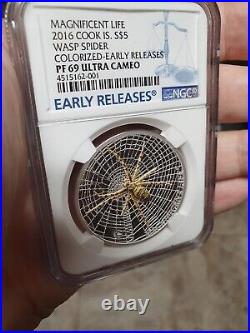 MAGNIFICENT LIFE
2016 COOK IS. S$5
WASP SPIDER
COLORIZED-EARLY RELEASES
PF 69 ULTRA CAMEO
4515162-001
EARLY RELEASES®
NGC®